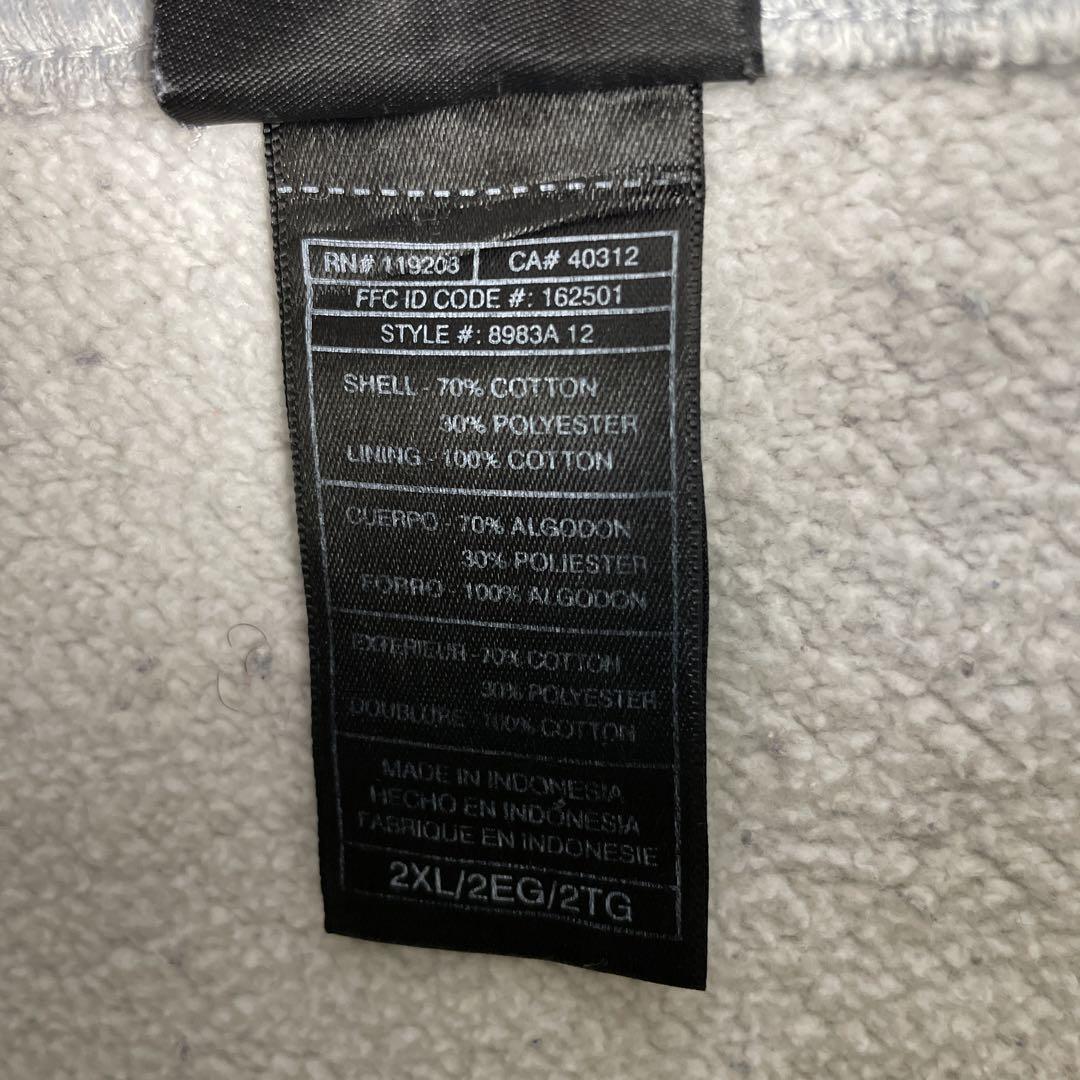 RN# 119208 CA# 40312
FFC ID CODE #: 162501
STYLE #: 8983A 12
SHELL - 70% COTTON
30% POLYESTER
LINING - 100% COTTON
CUERPO - 70% ALGODON
30% POLIESTER
FORRO - 100% ALGODON
EXTERIEUR - 70% COTTON
30% POLYESTER
DOUBLURE - 100% COTTON
MADE IN INDONESIA
HECHO EN INDONESIA
FABRIQUE EN INDONESIE
2XL/2EG/2TG